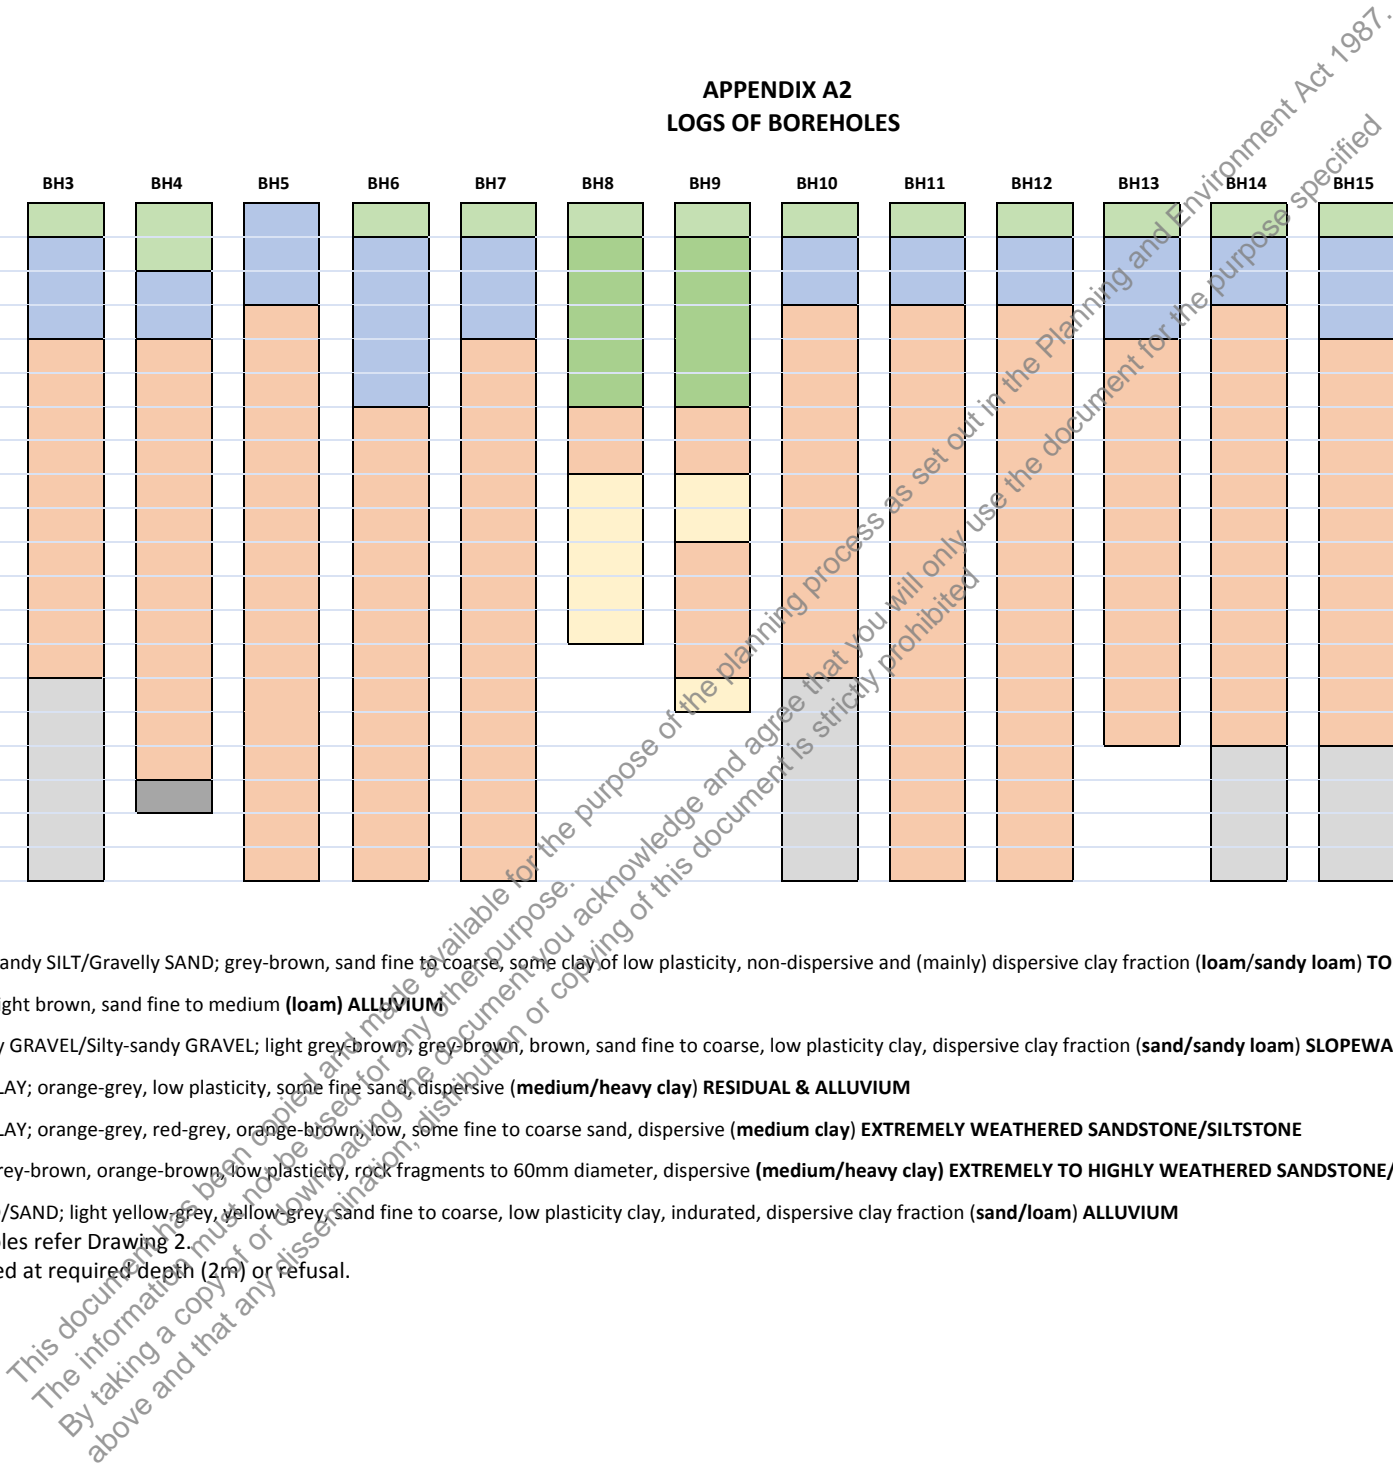 APPENDIX A2
LOGS OF BOREHOLES
BH3 BH4 BH5 BH6 BH7 BH8 BH9 BH10 BH11 BH12 BH13 BH14 BH15
andy SILT/Gravelly SAND; grey-brown, sand fine to coarse, some clay of low plasticity, non-dispersive and (mainly) dispersive clay fraction (loam/sandy loam) TO
ight brown, sand fine to medium (loam) ALLUVIUM
y GRAVEL/Silty-sandy GRAVEL; light grey-brown, grey-brown, brown, sand fine to coarse, low plasticity clay, dispersive clay fraction (sand/sandy loam) SLOPEWA
LAY; orange-grey, low plasticity, some fine sand, dispersive (medium/heavy clay) RESIDUAL & ALLUVIUM
LAY; orange-grey, red-grey, orange-brown, low, some fine to coarse sand, dispersive (medium clay) EXTREMELY WEATHERED SANDSTONE/SILTSTONE
rey-brown, orange-brown, low plasticity, rock fragments to 60mm diameter, dispersive (medium/heavy clay) EXTREMELY TO HIGHLY WEATHERED SANDSTONE/
/SAND; light yellow-grey, yellow-grey, sand fine to coarse, low plasticity clay, indurated, dispersive clay fraction (sand/loam) ALLUVIUM
les refer Drawing 2.
ed at required depth (2m) or refusal.
This document has been copied and made available for the purpose of the planning process as set out in the Planning and Environment Act 1987.
The information must not be used for any other purpose.
By taking a copy of or downloading the document you acknowledge and agree that you will only use the document for the purpose specified
above and that any dissemination, distribution or copying of this document is strictly prohibited